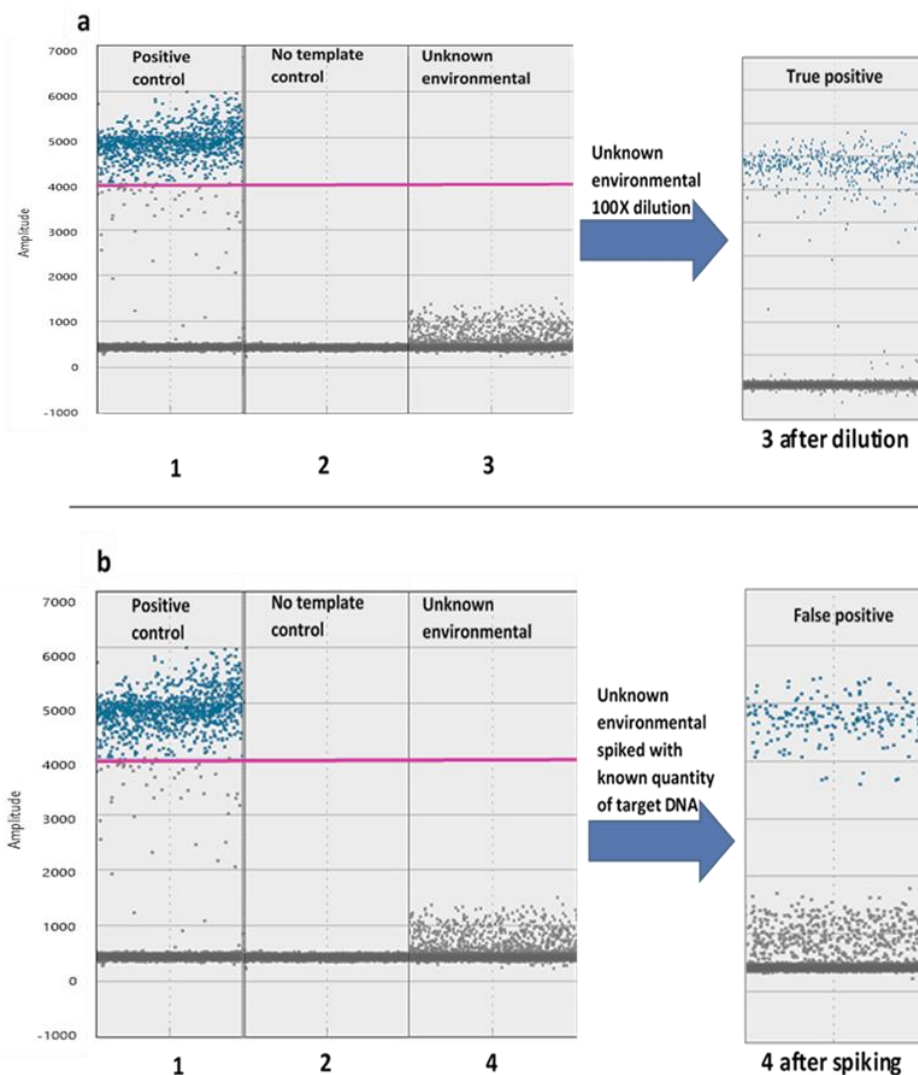 a
7000
6000
5000
4000
3000
2000
1000
0
-1000
Amplitude
Positive
control
No template
control
Unknown
environmental
Unknown
environmental
100X dilution
True positive
1
2
3
3 after dilution
b
7000
6000
5000
4000
3000
2000
1000
0
-1000
Amplitude
Positive
control
No template
control
Unknown
environmental
Unknown
environmental
spiked with
known quantity
of target DNA
False positive
1
2
4
4 after spiking